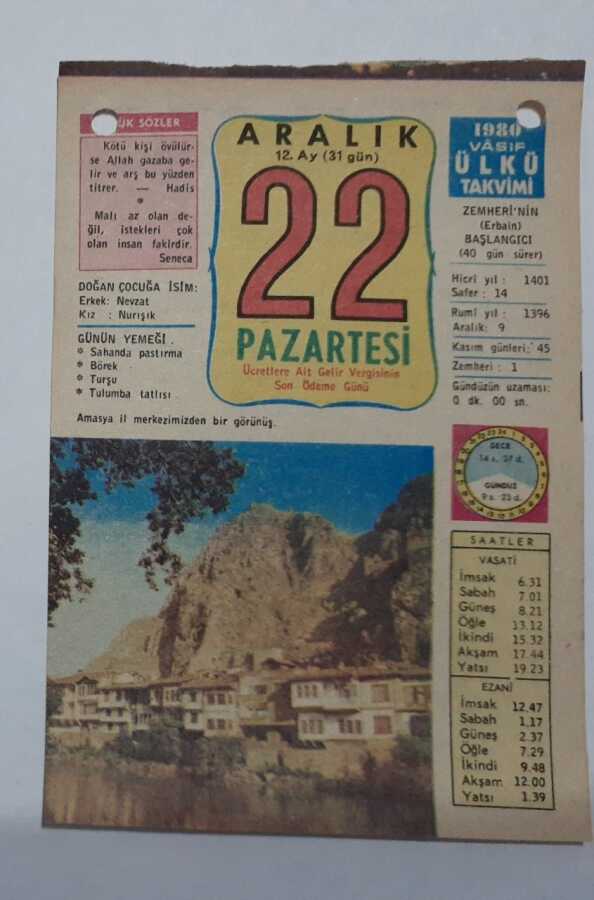 ÜK SÖZLER
Kötü kişi övülür-
se Allah gazaba ge-
lir ve arş bu yüzden
titrer. — Hadis
*
Malı az olan de-
ğil, istekleri çok
olan insan fakirdir.
Seneca
DOĞAN ÇOCUĞA İSİM:
Erkek: Nevzat
Kız : Nurışık
GÜNÜN YEMEĞİ.
* Sahanda pastırma
* Börek
* Turşu
* Tulumba tatlısı
ARALIK
12. Ay (31 gün)
22
PAZARTESİ
Ücretlere Ait Gelir Vergisinin
Son Ödeme Günü
1980
VÂSIF
ÜLKÜ
TAKVİMİ
ZEMHERİ'NİN
(Erbain)
BAŞLANGICI
(40 gün sürer)
Hicrî yıl : 1401
Safer : 14
Rumî yıl : 1396
Aralık: 9
Kasım günleri: 45
Zemheri : 1
Gündüzün uzaması:
0 dk. 00 sn.
Amasya il merkezimizden bir görünüş.
GECE
14 s. 37 d.
GÜNDÜZ
9 s. 23 d.
SAATLER
VASATİ
İmsak 6.31
Sabah 7.01
Güneş 8.21
Öğle 13.12
İkindi 15.32
Akşam 17.44
Yatsı 19.23
EZANİ
İmsak 12.47
Sabah 1.17
Güneş 2.37
Öğle 7.29
İkindi 9.48
Akşam 12.00
Yatsı 1.39